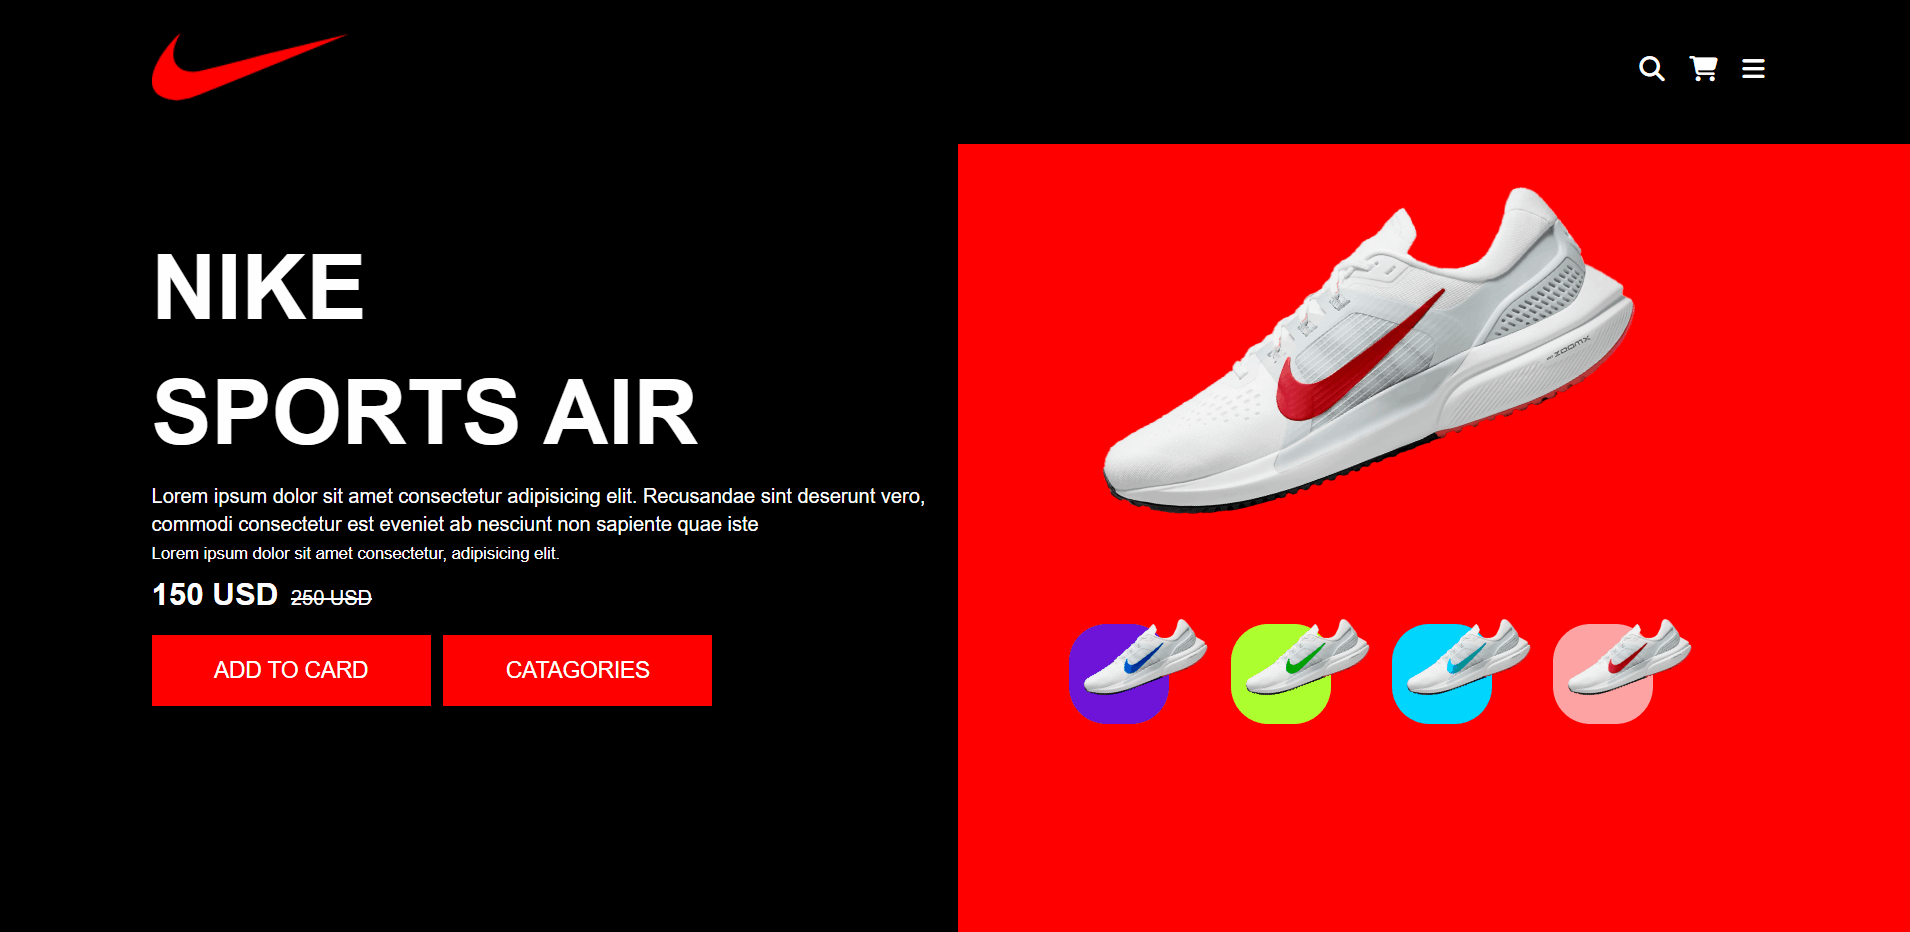 NIKE
SPORTS AIR
Lorem ipsum dolor sit amet consectetur adipisicing elit. Recusandae sint deserunt vero,
commodi consectetur est eveniet ab nesciunt non sapiente quae iste
Lorem ipsum dolor sit amet consectetur, adipisicing elit.
150 USD 250 USD
ADD TO CARD CATAGORIES
ZOOMX